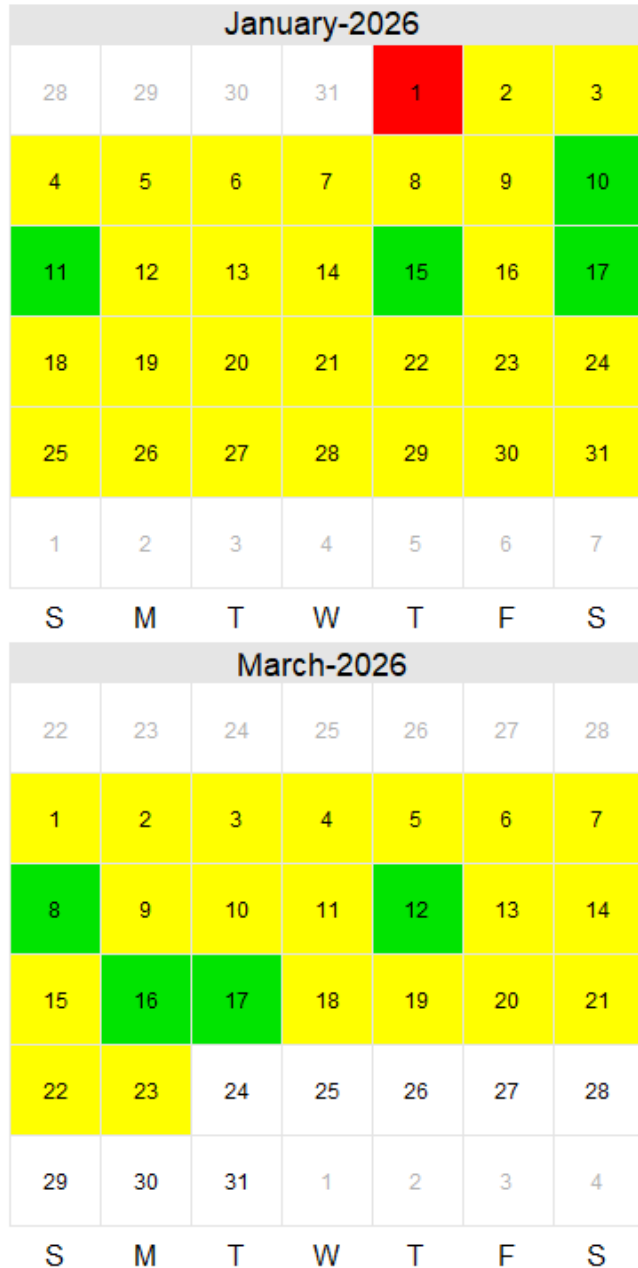 January-2026
28 29 30 31 1 2 3
4 5 6 7 8 9 10
11 12 13 14 15 16 17
18 19 20 21 22 23 24
25 26 27 28 29 30 31
1 2 3 4 5 6 7
S M T W T F S
March-2026
22 23 24 25 26 27 28
1 2 3 4 5 6 7
8 9 10 11 12 13 14
15 16 17 18 19 20 21
22 23 24 25 26 27 28
29 30 31 1 2 3 4
S M T W T F S